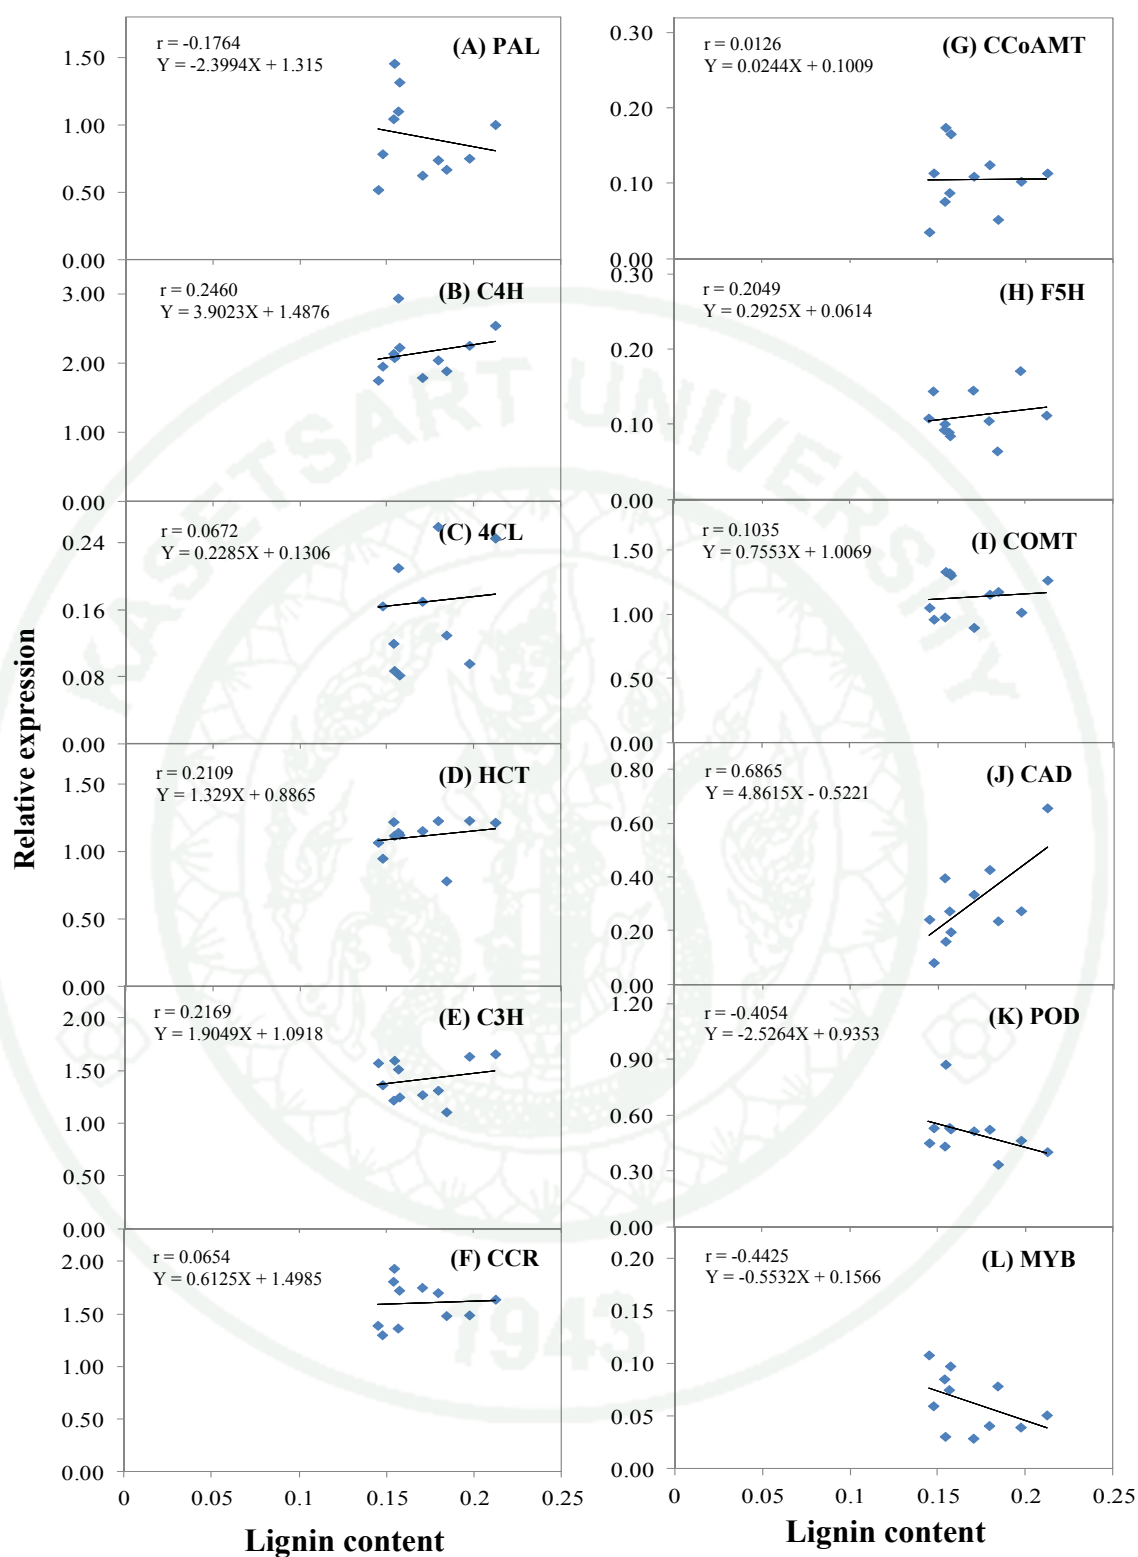 (A) PAL
r = -0.1764
Y = -2.3994X + 1.315
1.50
1.00
0.50
0.00
(B) C4H
r = 0.2460
Y = 3.9023X + 1.4876
3.00
2.00
1.00
0.00
(C) 4CL
r = 0.0672
Y = 0.2285X + 0.1306
0.24
0.16
0.08
0.00
(D) HCT
r = 0.2109
Y = 1.329X + 0.8865
1.50
1.00
0.50
0.00
(E) C3H
r = 0.2169
Y = 1.9049X + 1.0918
2.00
1.50
1.00
0.50
0.00
(F) CCR
r = 0.0654
Y = 0.6125X + 1.4985
2.00
1.50
1.00
0.50
0.00
0 0.05 0.1 0.15 0.2 0.25
Lignin content
Relative expression
(G) CCoAMT
r = 0.0126
Y = 0.0244X + 0.1009
0.30
0.20
0.10
0.00
(H) F5H
r = 0.2049
Y = 0.2925X + 0.0614
0.30
0.20
0.10
0.00
(I) COMT
r = 0.1035
Y = 0.7553X + 1.0069
1.50
1.00
0.50
0.00
(J) CAD
r = 0.6865
Y = 4.8615X - 0.5221
0.80
0.60
0.40
0.20
0.00
(K) POD
r = -0.4054
Y = -2.5264X + 0.9353
1.20
0.90
0.60
0.30
0.00
(L) MYB
r = -0.4425
Y = -0.5532X + 0.1566
0.20
0.15
0.10
0.05
0.00
0 0.05 0.1 0.15 0.2 0.25
Lignin content
KASETSART UNIVERSITY
1943